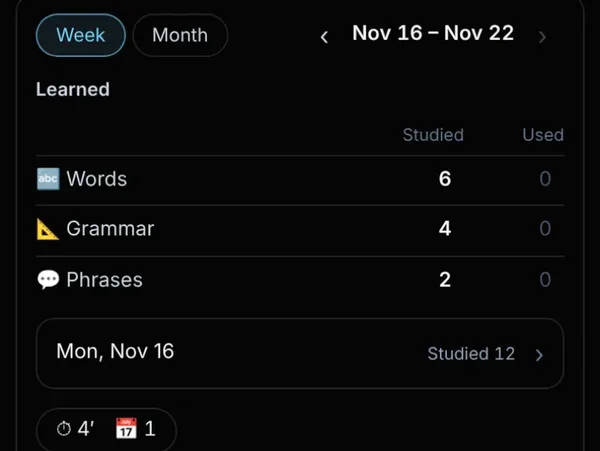 Week Month ‹ Nov 16 – Nov 22 ›
Learned
Studied Used
🔤 Words 6 0
📐 Grammar 4 0
💬 Phrases 2 0
Mon, Nov 16 Studied 12 ›
⏱ 4′ 📅 1